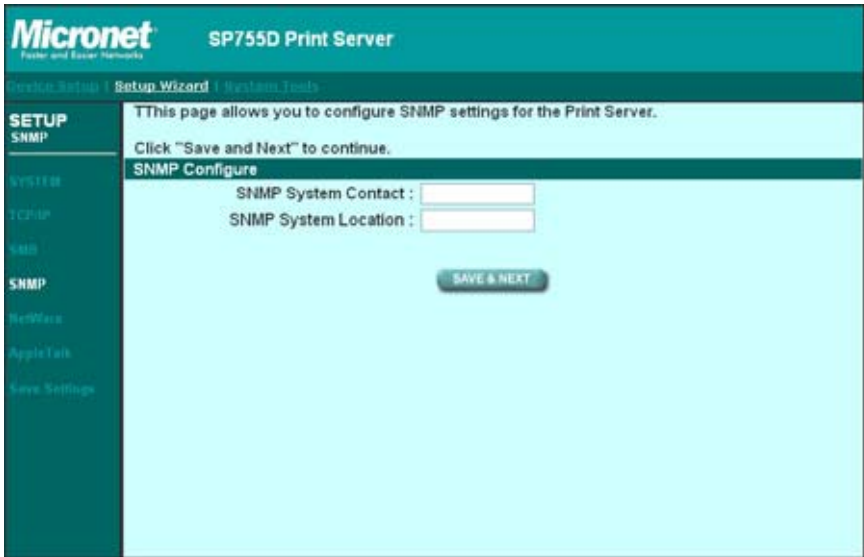 Micronet
Faster and Easier Networks
SP755D Print Server
Device Setup | Setup Wizard | System Tools
SETUP
SNMP
SYSTEM
TCP/IP
SMB
SNMP
NetWare
AppleTalk
Save Settings
TThis page allows you to configure SNMP settings for the Print Server.
Click "Save and Next" to continue.
SNMP Configure
SNMP System Contact :
SNMP System Location :
SAVE & NEXT